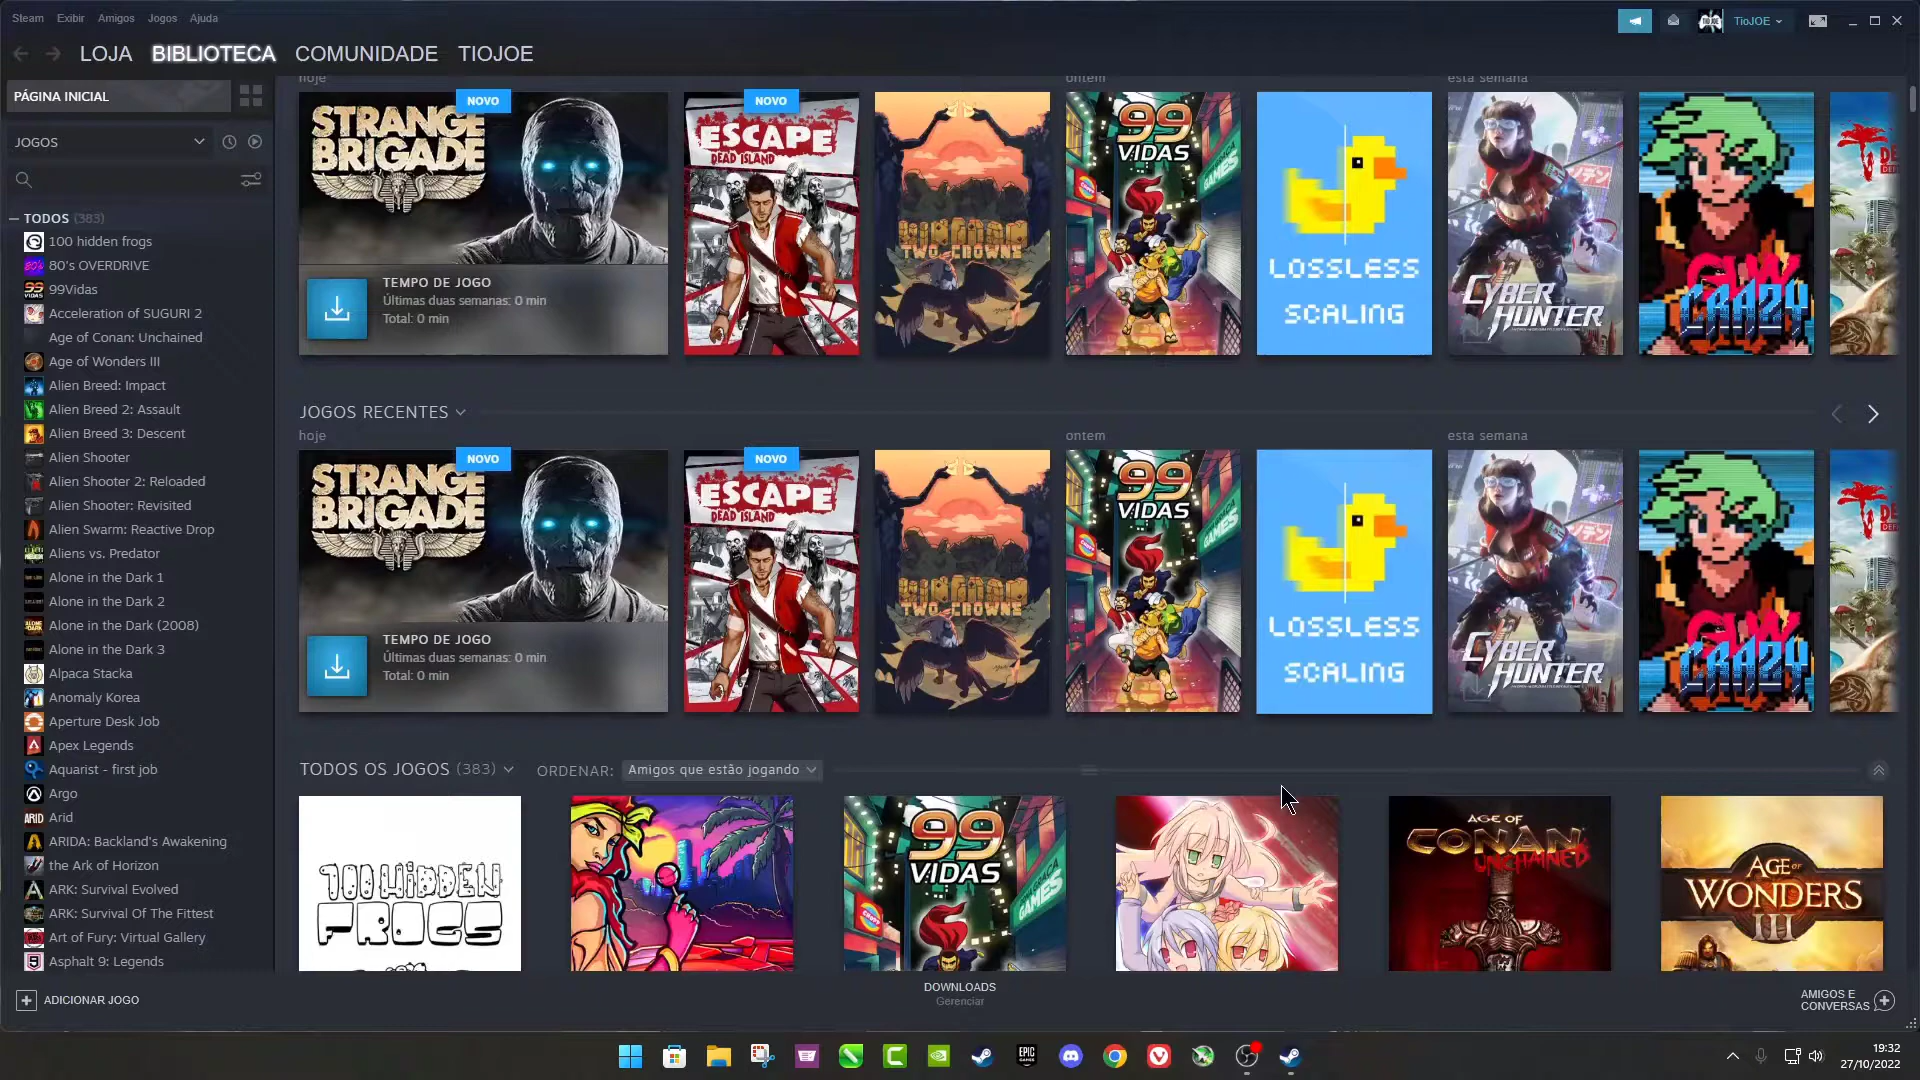 Steam Exibir Amigos Jogos Ajuda
TioJOE
LOJA BIBLIOTECA COMUNIDADE TIOJOE
PÁGINA INICIAL
JOGOS
TODOS (383)
100 hidden frogs
80's OVERDRIVE
99Vidas
Acceleration of SUGURI 2
Age of Conan: Unchained
Age of Wonders III
Alien Breed: Impact
Alien Breed 2: Assault
Alien Breed 3: Descent
Alien Shooter
Alien Shooter 2: Reloaded
Alien Shooter: Revisited
Alien Swarm: Reactive Drop
Aliens vs. Predator
Alone in the Dark 1
Alone in the Dark 2
Alone in the Dark (2008)
Alone in the Dark 3
Alpaca Stacka
Anomaly Korea
Aperture Desk Job
Apex Legends
Aquarist - first job
Argo
Arid
ARIDA: Backland's Awakening
the Ark of Horizon
ARK: Survival Evolved
ARK: Survival Of The Fittest
Art of Fury: Virtual Gallery
Asphalt 9: Legends
ADICIONAR JOGO
hoje ontem esta semana
NOVO NOVO
STRANGE
BRIGADE
TEMPO DE JOGO
Últimas duas semanas: 0 min
Total: 0 min
ESCAPE
DEAD ISLAND
KINGDOM
TWO CROWNS
99
VIDAS
GAMES
LOSSLESS
SCALING
CYBER
HUNTER
GUN
CRAZY
JOGOS RECENTES
hoje ontem esta semana
NOVO NOVO
STRANGE
BRIGADE
TEMPO DE JOGO
Últimas duas semanas: 0 min
Total: 0 min
ESCAPE
DEAD ISLAND
KINGDOM
TWO CROWNS
99
VIDAS
GAMES
LOSSLESS
SCALING
CYBER
HUNTER
GUN
CRAZY
TODOS OS JOGOS (383) ORDENAR: Amigos que estão jogando
100 HIDDEN
FROGS
99
VIDAS
GAMES
AGE OF
CONAN
UNCHAINED
AGE OF
WONDERS
III
DOWNLOADS
Gerenciar
AMIGOS E
CONVERSAS
EPIC
GAMES
19:32
27/10/2022